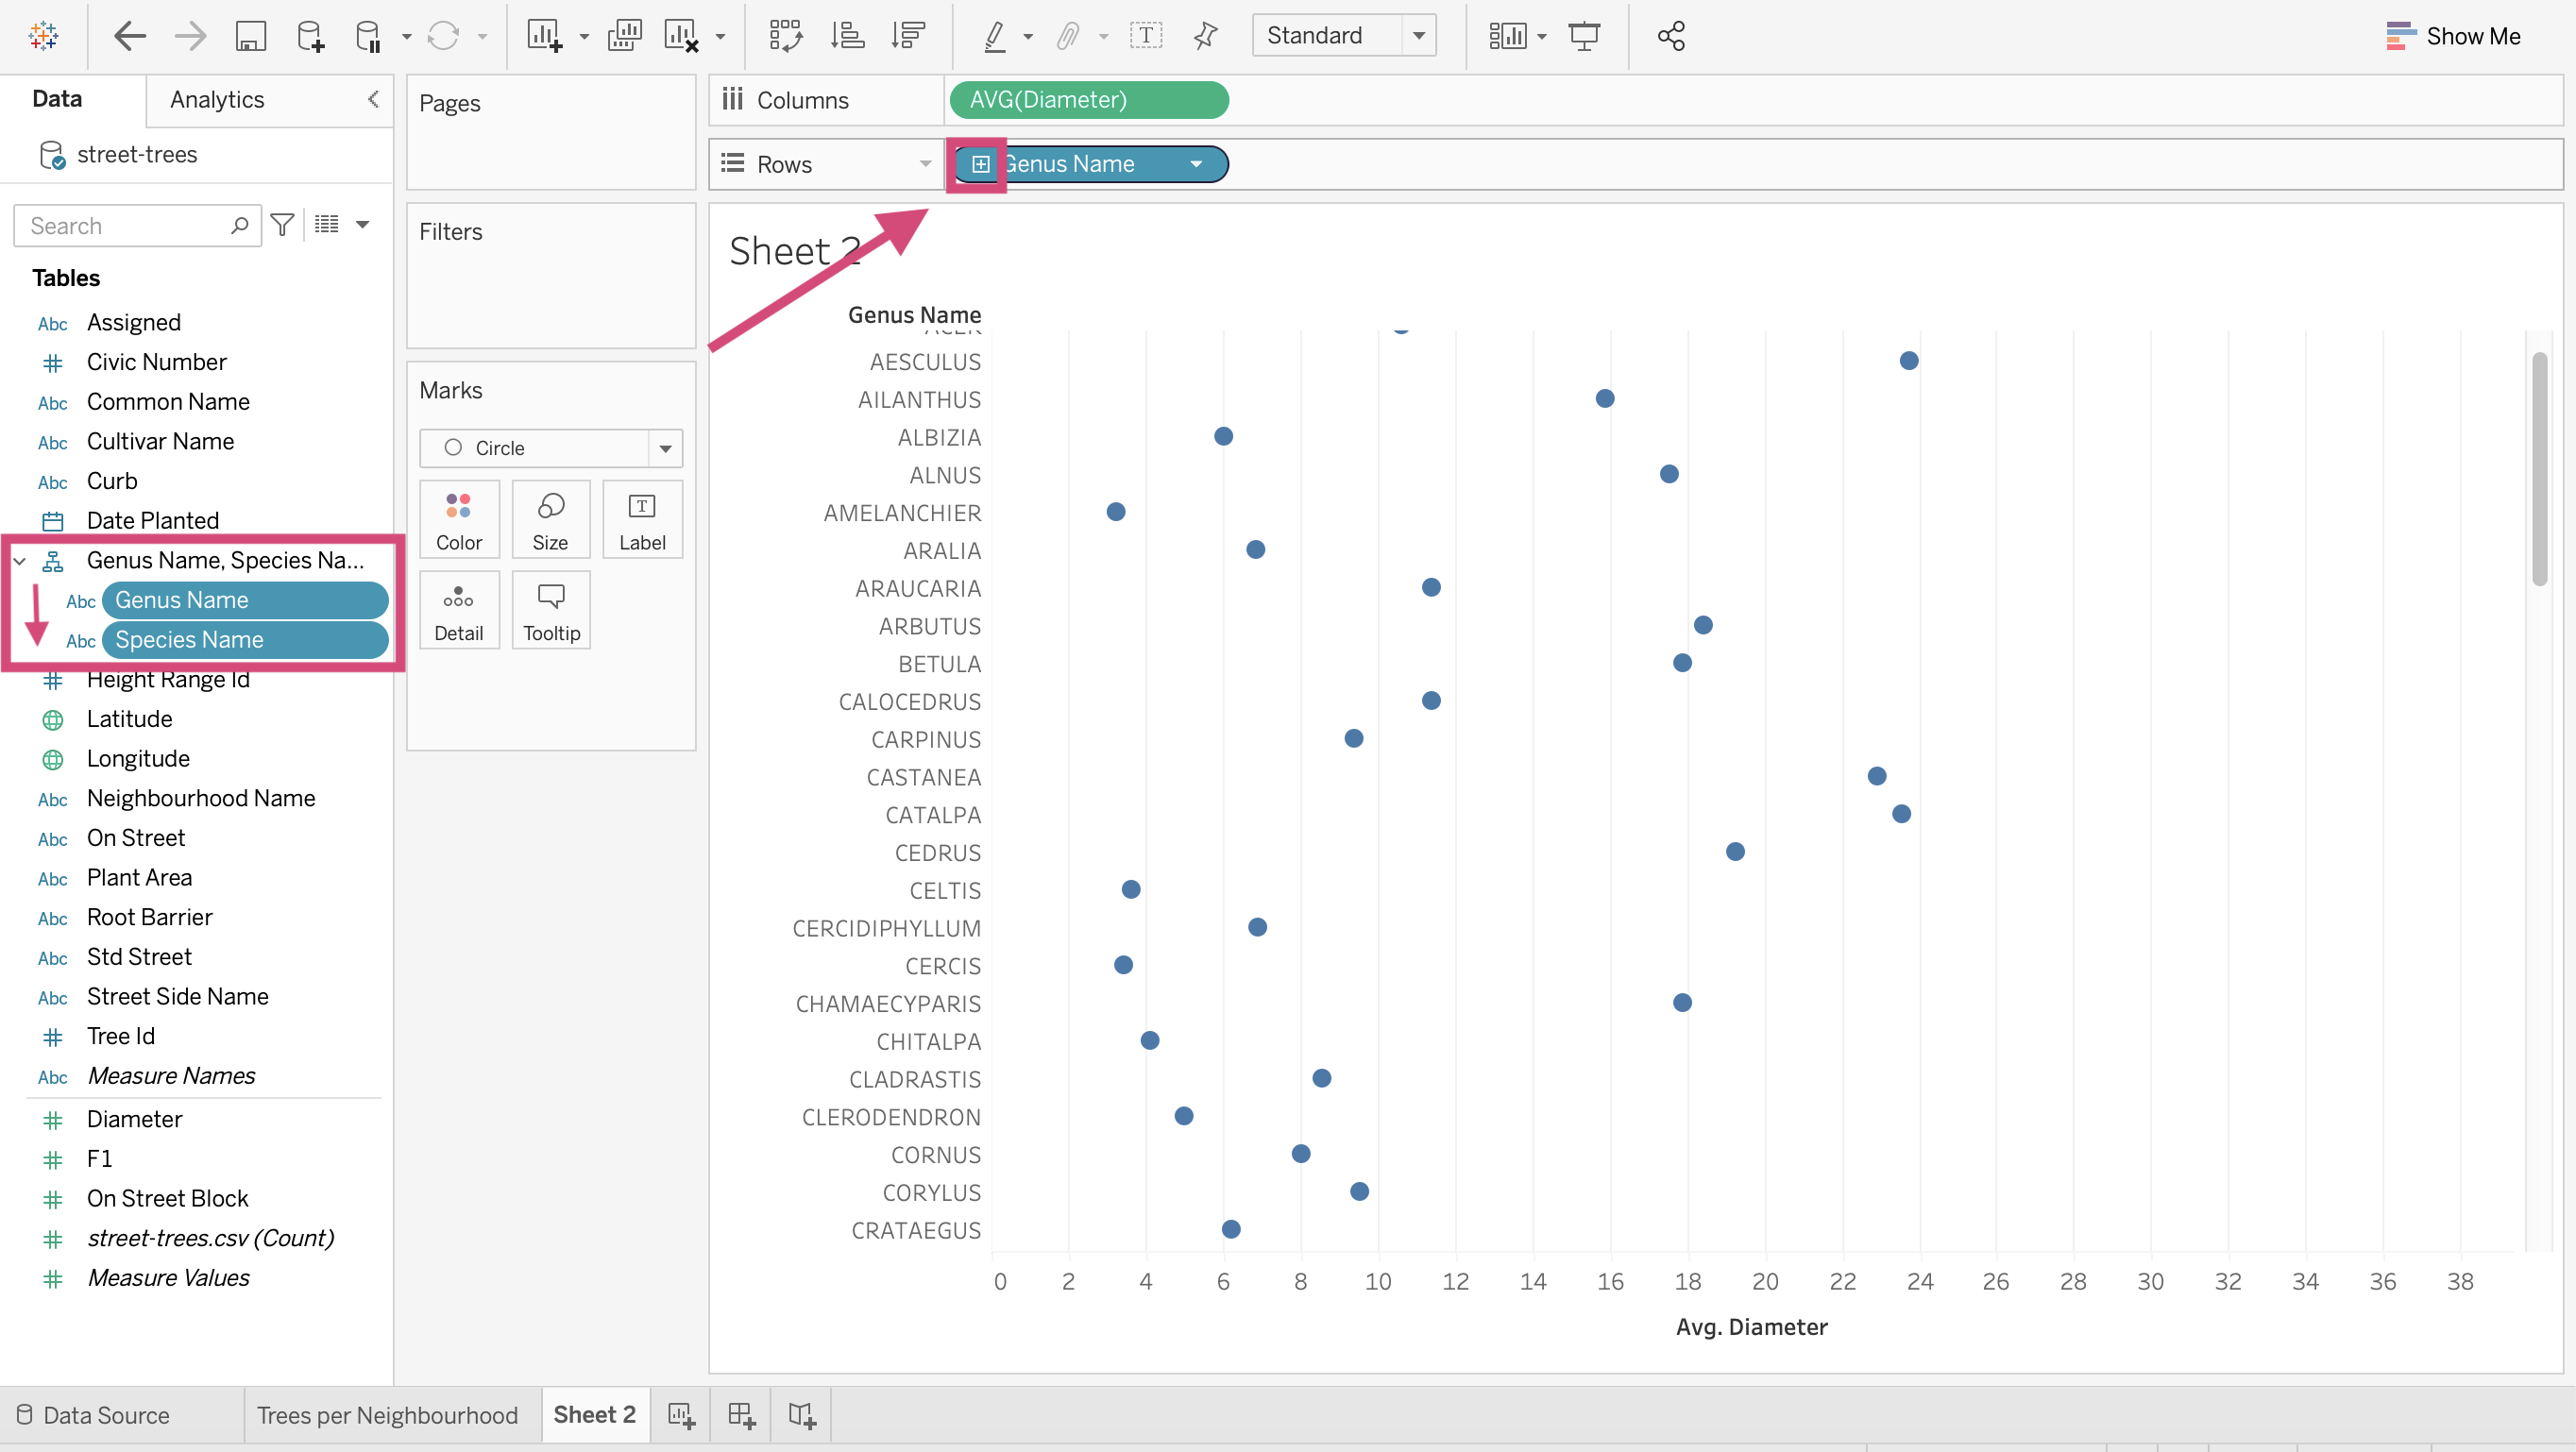 Standard
Show Me
Data
Analytics
street-trees
Search
Tables
Abc Assigned
Civic Number
Abc Common Name
Abc Cultivar Name
Abc Curb
Date Planted
Genus Name, Species Na...
Abc Genus Name
Abc Species Name
Height Range Id
Latitude
Longitude
Abc Neighbourhood Name
Abc On Street
Abc Plant Area
Abc Root Barrier
Abc Std Street
Abc Street Side Name
Tree Id
Abc Measure Names
Diameter
F1
On Street Block
street-trees.csv (Count)
Measure Values
Pages
Filters
Marks
Circle
Color
Size
T
Label
Detail
Tooltip
Columns
AVG(Diameter)
Rows
Genus Name
Sheet 2
Genus Name
ACER
AESCULUS
AILANTHUS
ALBIZIA
ALNUS
AMELANCHIER
ARALIA
ARAUCARIA
ARBUTUS
BETULA
CALOCEDRUS
CARPINUS
CASTANEA
CATALPA
CEDRUS
CELTIS
CERCIDIPHYLLUM
CERCIS
CHAMAECYPARIS
CHITALPA
CLADRASTIS
CLERODENDRON
CORNUS
CORYLUS
CRATAEGUS
0 2 4 6 8 10 12 14 16 18 20 22 24 26 28 30 32 34 36 38
Avg. Diameter
Data Source
Trees per Neighbourhood
Sheet 2